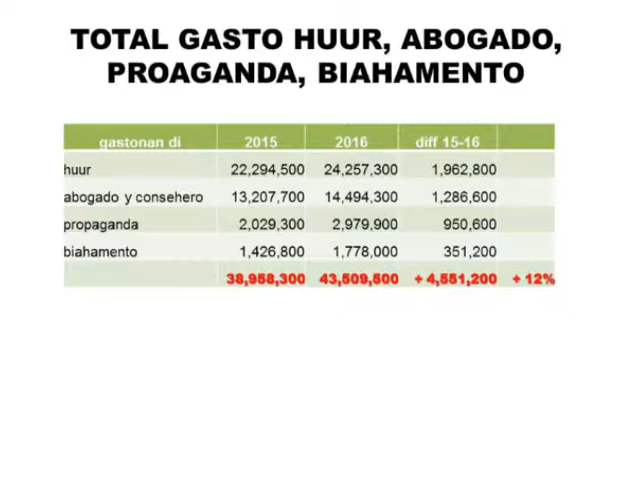 TOTAL GASTO HUUR, ABOGADO,
PROAGANDA, BIAHAMENTO
gastonan di 2015 2016 diff 15-16
huur 22,294,500 24,257,300 1,962,800
abogado y consehero 13,207,700 14,494,300 1,286,600
propaganda 2,029,300 2,979,900 950,600
biahamento 1,426,800 1,778,000 351,200
38,958,300 43,509,500 + 4,551,200 + 12%